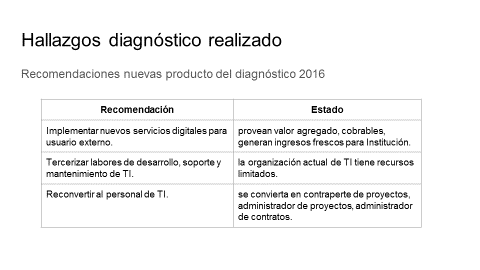 Hallazgos diagnóstico realizado
Recomendaciones nuevas producto del diagnóstico 2016
Recomendación
Estado
Implementar nuevos servicios digitales para
usuario externo.
provean valor agregado, cobrables,
generan ingresos frescos para Institución.
Tercerizar labores de desarrollo, soporte y
mantenimiento de TI.
la organización actual de TI tiene recursos
limitados.
Reconvertir al personal de TI.
se convierta en contraperte de proyectos,
administrador de proyectos, administrador
de contratos.